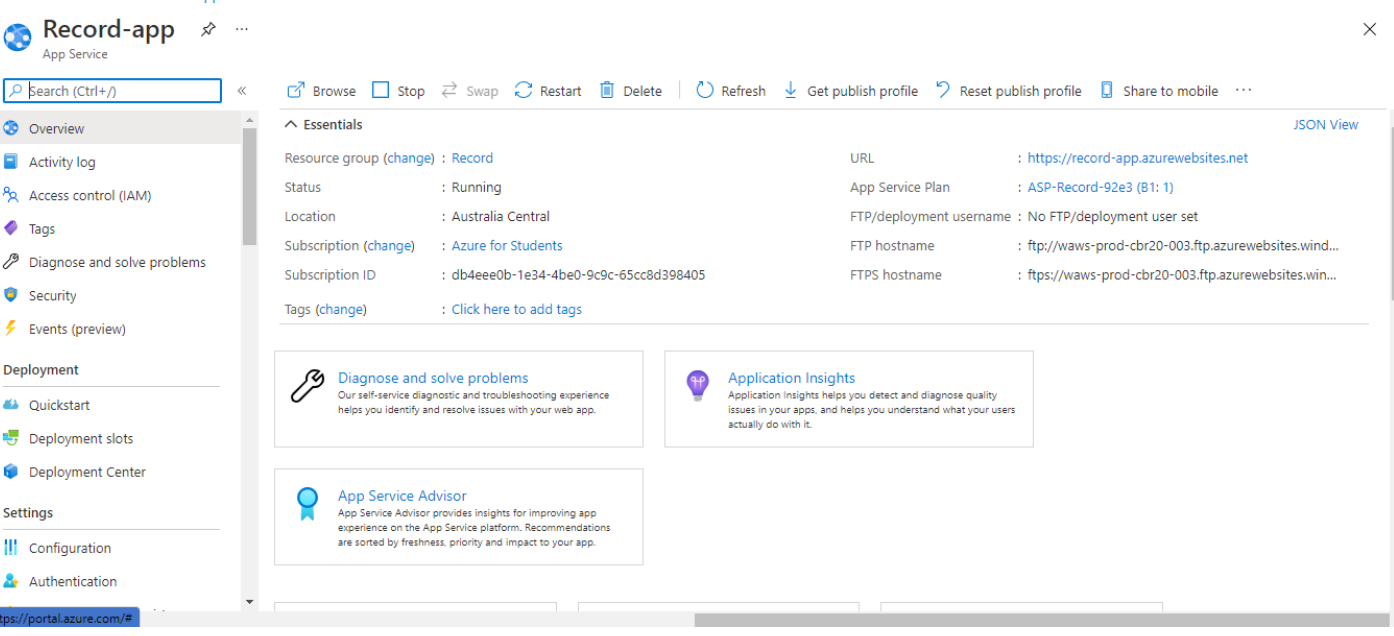 Record-app
App Service
Search (Ctrl+/)
Overview
Activity log
Access control (IAM)
Tags
Diagnose and solve problems
Security
Events (preview)
Deployment
Quickstart
Deployment slots
Deployment Center
Settings
Configuration
Authentication
tps://portal.azure.com/#
Browse Stop Swap Restart Delete Refresh Get publish profile Reset publish profile Share to mobile
Essentials JSON View
Resource group (change) : Record
Status : Running
Location : Australia Central
Subscription (change) : Azure for Students
Subscription ID : db4eee0b-1e34-4be0-9c9c-65cc8d398405
Tags (change) : Click here to add tags
URL : https://record-app.azurewebsites.net
App Service Plan : ASP-Record-92e3 (B1: 1)
FTP/deployment username : No FTP/deployment user set
FTP hostname : ftp://waws-prod-cbr20-003.ftp.azurewebsites.wind...
FTPS hostname : ftps://waws-prod-cbr20-003.ftp.azurewebsites.win...
Diagnose and solve problems
Our self-service diagnostic and troubleshooting experience
helps you identify and resolve issues with your web app.
Application Insights
Application Insights helps you detect and diagnose quality
issues in your apps, and helps you understand what your users
actually do with it.
App Service Advisor
App Service Advisor provides insights for improving app
experience on the App Service platform. Recommendations
are sorted by freshness, priority and impact to your app.